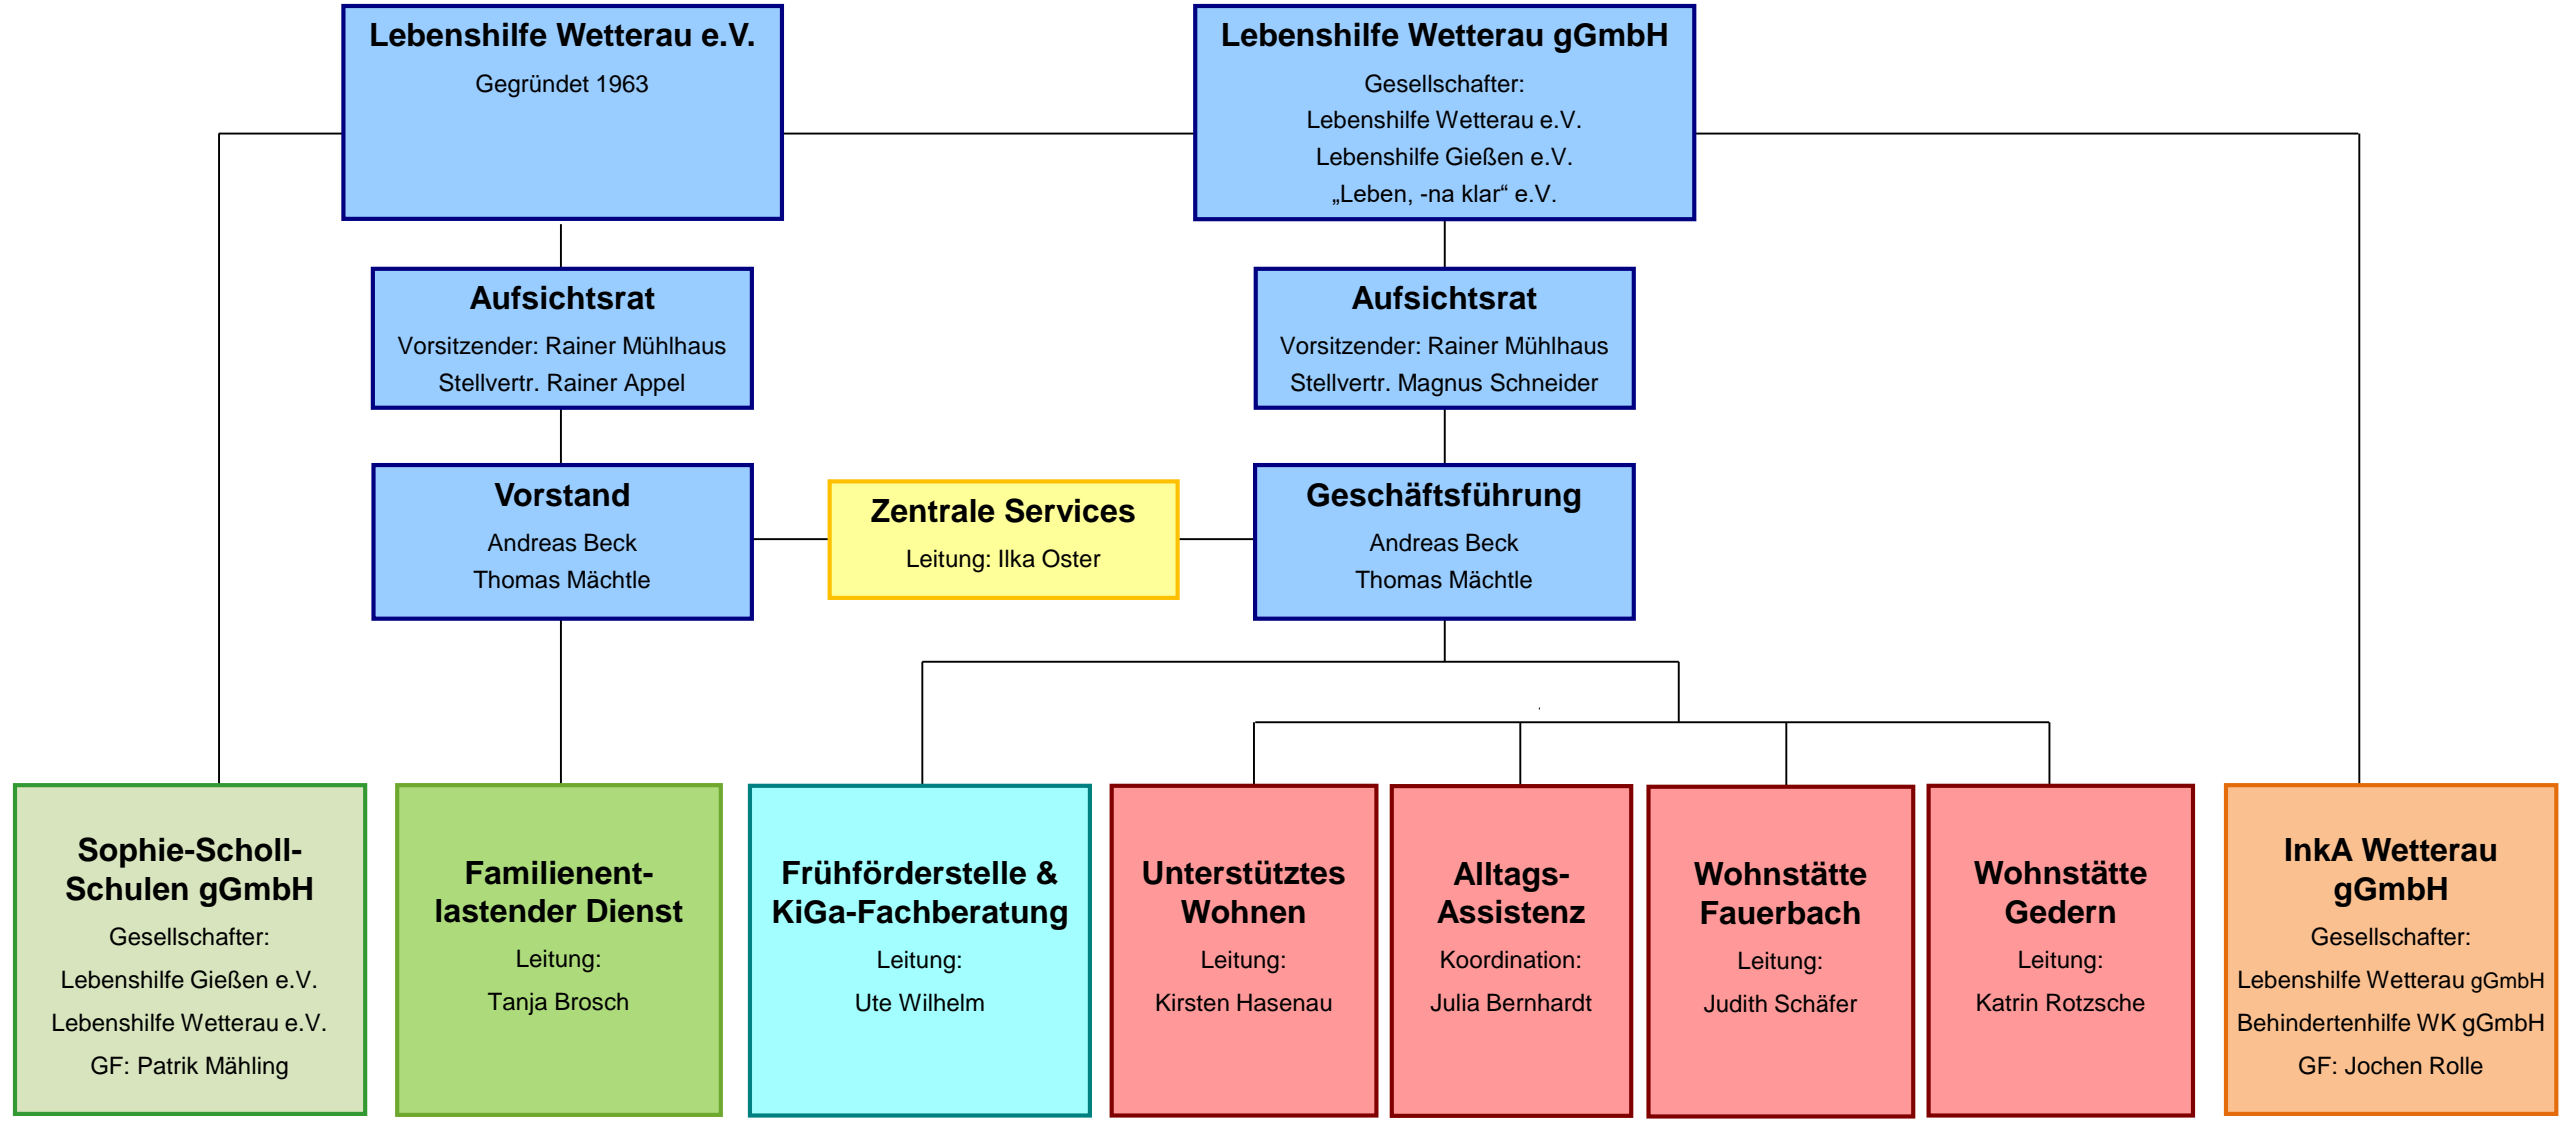 Lebenshilfe Wetterau e.V.
Gegründet 1963
Lebenshilfe Wetterau gGmbH
Gesellschafter:
Lebenshilfe Wetterau e.V.
Lebenshilfe Gießen e.V.
„Leben, -na klar“ e.V.
Aufsichtsrat
Vorsitzender: Rainer Mühlhaus
Stellvertr. Rainer Appel
Aufsichtsrat
Vorsitzender: Rainer Mühlhaus
Stellvertr. Magnus Schneider
Vorstand
Andreas Beck
Thomas Mächtle
Zentrale Services
Leitung: Ilka Oster
Geschäftsführung
Andreas Beck
Thomas Mächtle
Sophie-Scholl-
Schulen gGmbH
Gesellschafter:
Lebenshilfe Gießen e.V.
Lebenshilfe Wetterau e.V.
GF: Patrik Mähling
Familienent-
lastender Dienst
Leitung:
Tanja Brosch
Frühförderstelle &
KiGa-Fachberatung
Leitung:
Ute Wilhelm
Unterstütztes
Wohnen
Leitung:
Kirsten Hasenau
Alltags-
Assistenz
Koordination:
Julia Bernhardt
Wohnstätte
Fauerbach
Leitung:
Judith Schäfer
Wohnstätte
Gedern
Leitung:
Katrin Rotzsche
InkA Wetterau
gGmbH
Gesellschafter:
Lebenshilfe Wetterau gGmbH
Behindertenhilfe WK gGmbH
GF: Jochen Rolle